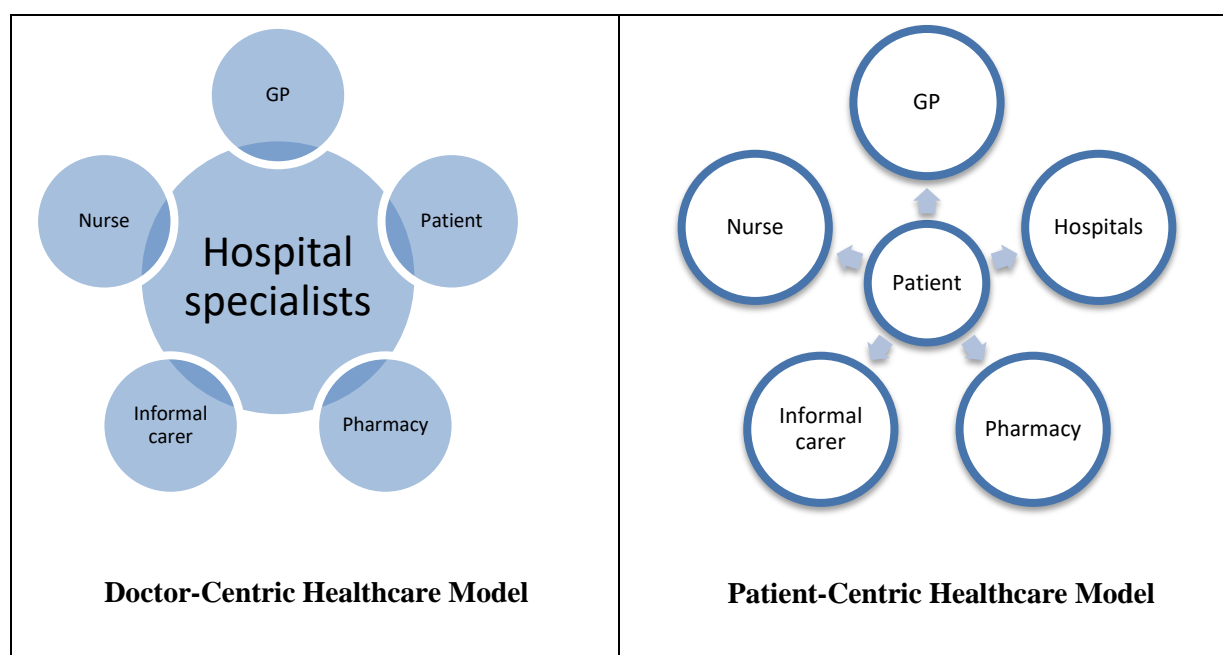 GP
Nurse
Patient
Hospital
specialists
Informal
carer
Pharmacy
Doctor-Centric Healthcare Model
GP
Nurse
Hospitals
Patient
Informal
carer
Pharmacy
Patient-Centric Healthcare Model